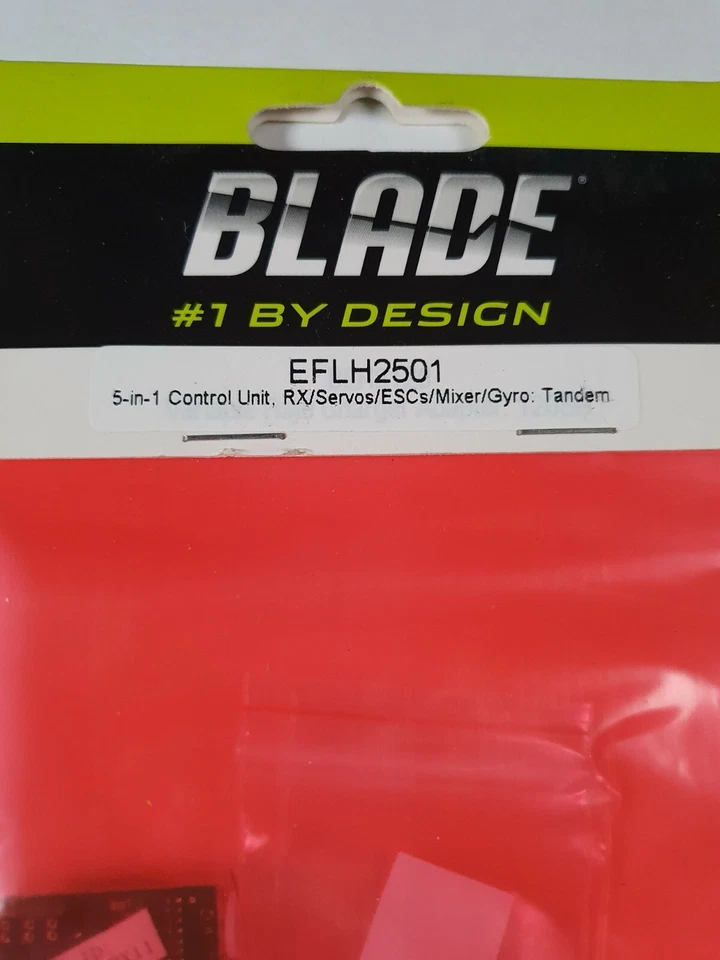 BLADE®
#1 BY DESIGN
EFLH2501
5-in-1 Control Unit, RX/Servos/ESCs/Mixer/Gyro: Tandem